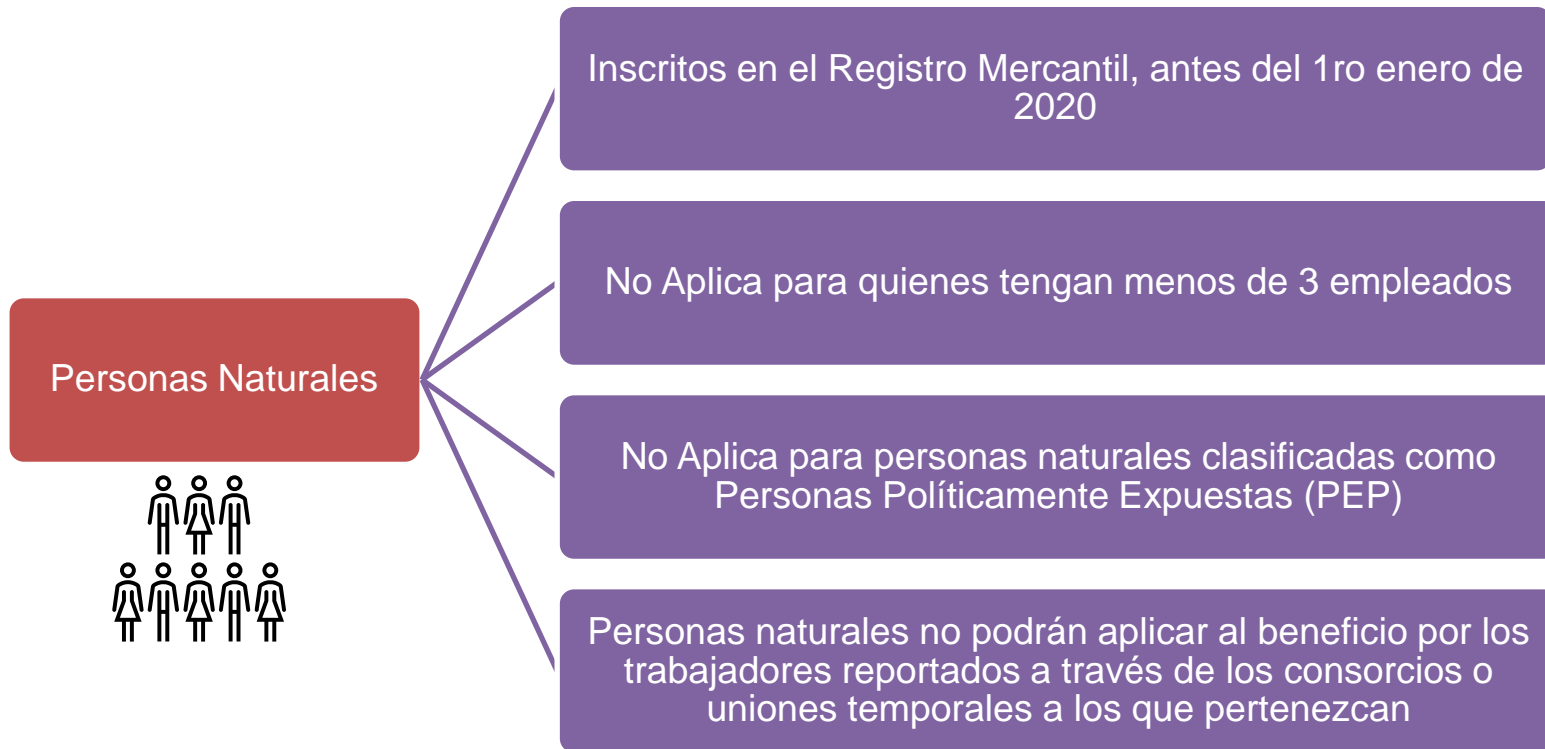 Inscritos en el Registro Mercantil, antes del 1ro enero de
2020
No Aplica para quienes tengan menos de 3 empleados
Personas Naturales
No Aplica para personas naturales clasificadas como
Personas Políticamente Expuestas (PEP)
Personas naturales no podrán aplicar al beneficio por los
trabajadores reportados a través de los consorcios o
uniones temporales a los que pertenezcan